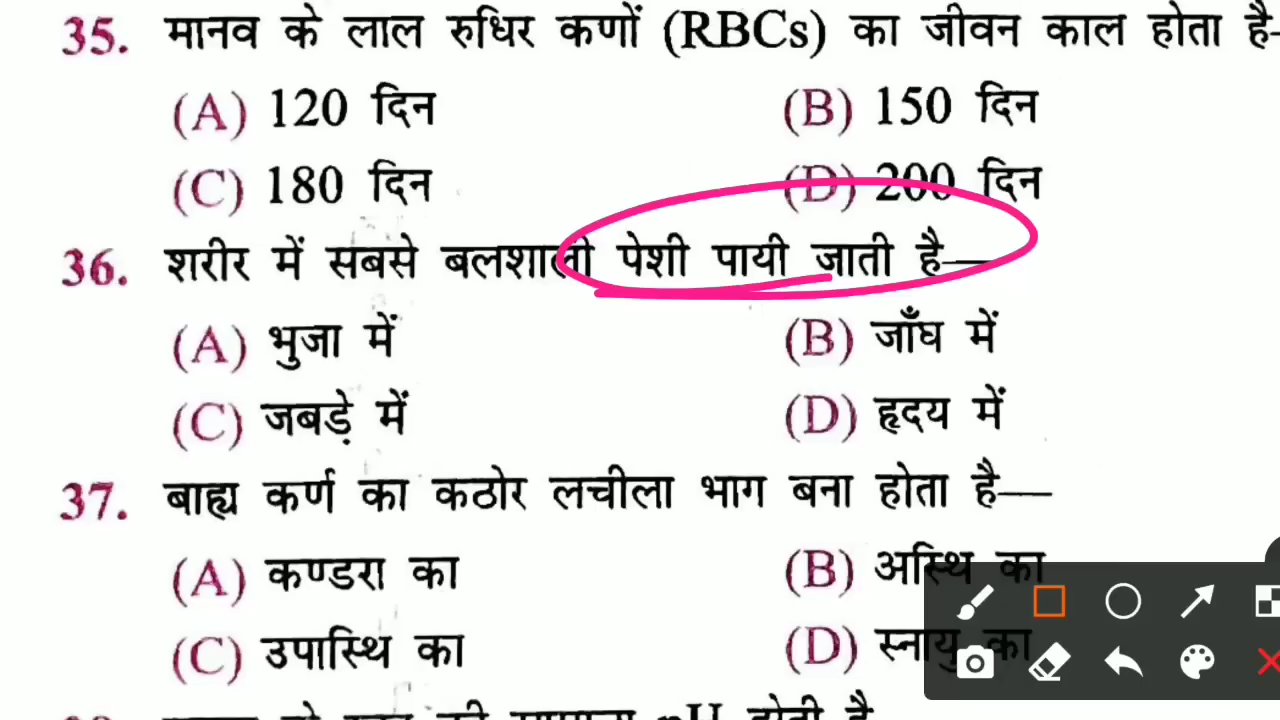 35. मानव के लाल रुधिर कणों (RBCs) का जीवन काल होता है-
(A) 120 दिन (B) 150 दिन
(C) 180 दिन (D) 200 दिन
36. शरीर में सबसे बलशाली पेशी पायी जाती है—
(A) भुजा में (B) जाँघ में
(C) जबड़े में (D) हृदय में
37. बाह्य कर्ण का कठोर लचीला भाग बना होता है—
(A) कण्डरा का (B) अस्थि का
(C) उपास्थि का (D) स्नायु का
pH होती है